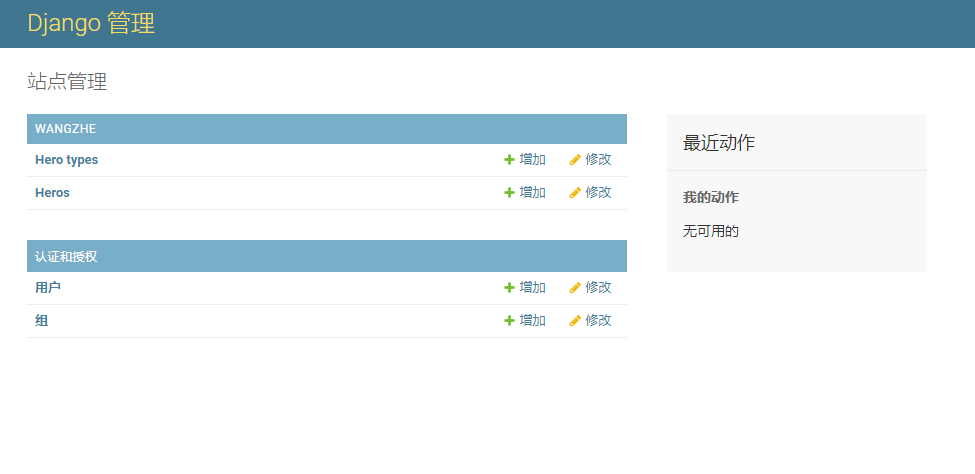 Django 管理
站点管理
WANGZHE
Hero types 增加 修改
Heros 增加 修改
认证和授权
用户 增加 修改
组 增加 修改
最近动作
我的动作
无可用的